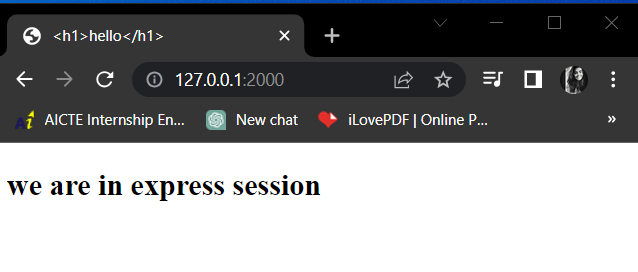 <h1>hello</h1>
127.0.0.1:2000
AICTE Internship En...
New chat
iLovePDF | Online P...
»
we are in express session